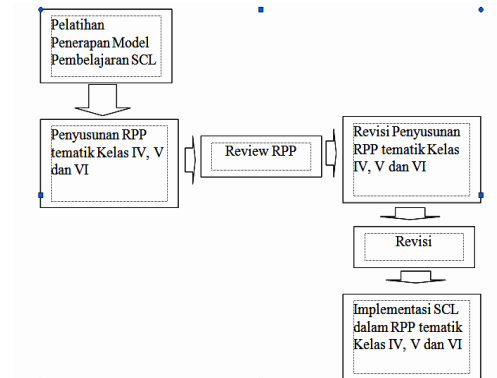 Pelatihan
Penerapan Model
Pembelajaran SCL
Penyusunan RPP
tematik Kelas IV, V
dan VI
Review RPP
Revisi Penyusunan
RPP tematik Kelas
IV, V dan VI
Revisi
Implementasi SCL
dalam RPP tematik
Kelas IV, V dan VI